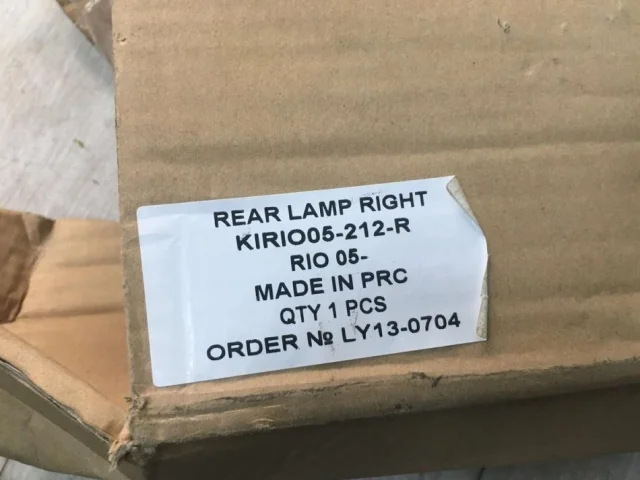 REAR LAMP RIGHT
KIRIO05-212-R
RIO 05-
MADE IN PRC
QTY 1 PCS
ORDER № LY13-0704